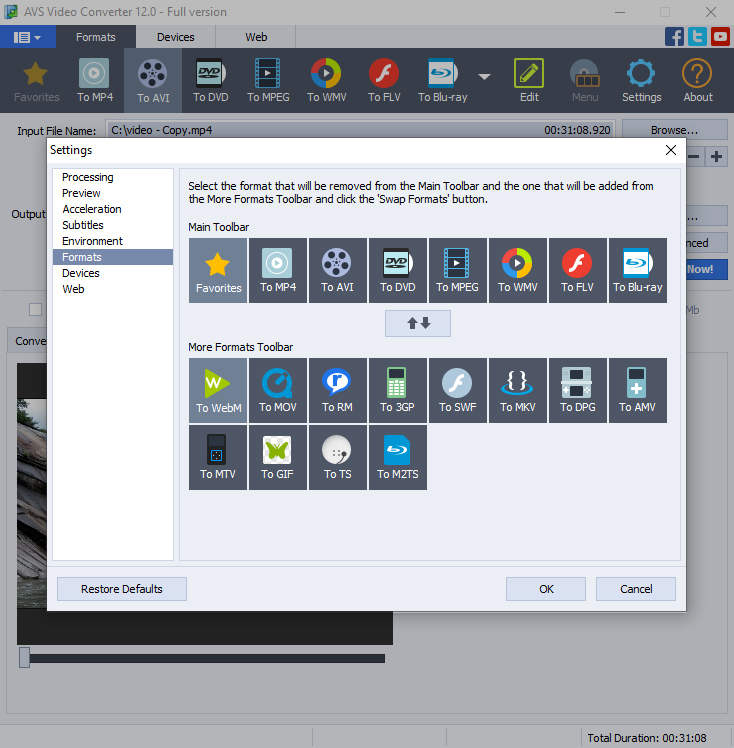 AVS Video Converter 12.0 - Full version
Formats Devices Web
Favorites To MP4 To AVI To DVD To MPEG To WMV To FLV To Blu-ray Edit Menu Settings About
Input File Name: C:\video - Copy.mp4 00:31:08.920 Browse...
Settings
Processing
Preview
Acceleration
Subtitles
Environment
Formats
Devices
Web
Select the format that will be removed from the Main Toolbar and the one that will be added from
the More Formats Toolbar and click the 'Swap Formats' button.
Main Toolbar
Favorites To MP4 To AVI To DVD To MPEG To WMV To FLV To Blu-ray
More Formats Toolbar
To WebM To MOV To RM To 3GP To SWF To MKV To DPG To AMV
To MTV To GIF To TS To M2TS
Restore Defaults OK Cancel
Output
...
nced
Now!
Mb
Conve
Total Duration: 00:31:08